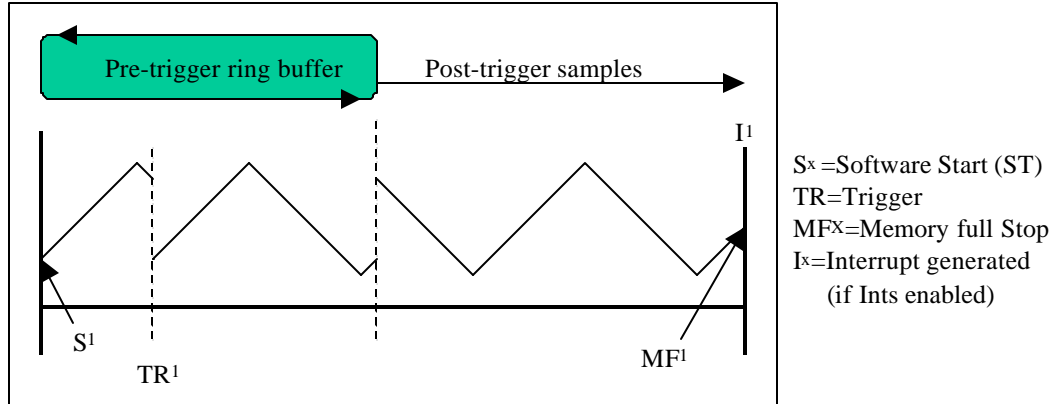 Pre-trigger ring buffer
Post-trigger samples
I¹
S¹
TR¹
MF¹
Sˣ =Software Start (ST)
TR=Trigger
MFˣ=Memory full Stop
Iˣ=Interrupt generated
(if Ints enabled)